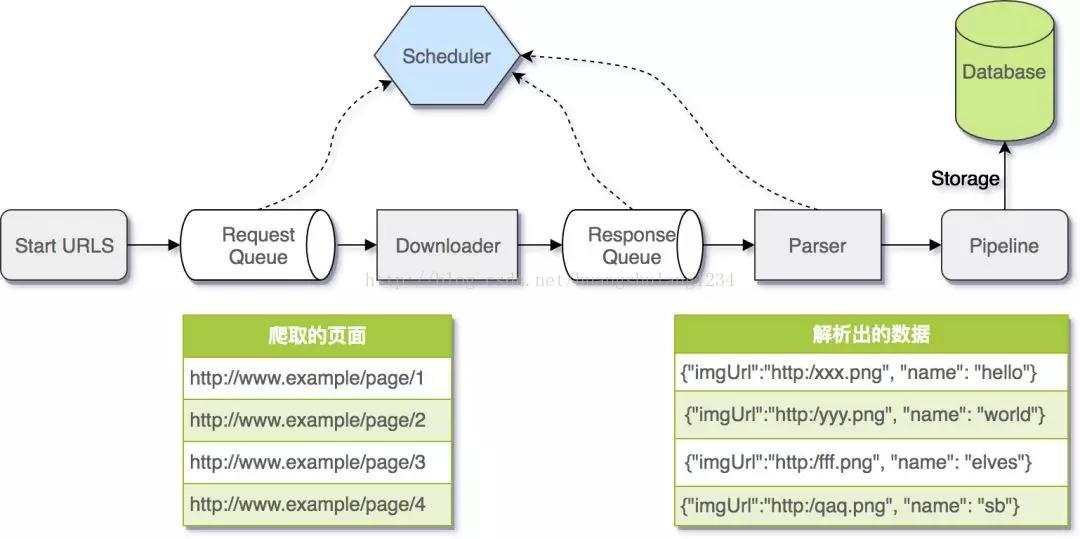 Scheduler
Database
Storage
Start URLS
Request
Queue
Downloader
Response
Queue
Parser
Pipeline
http://blog.csdn.net/huangshulang1234
爬取的页面
http://www.example/page/1
http://www.example/page/2
http://www.example/page/3
http://www.example/page/4
解析出的数据
{"imgUrl":"http:/xxx.png", "name": "hello"}
{"imgUrl":"http:/yyy.png", "name": "world"}
{"imgUrl":"http:/fff.png", "name": "elves"}
{"imgUrl":"http:/qaq.png", "name": "sb"}